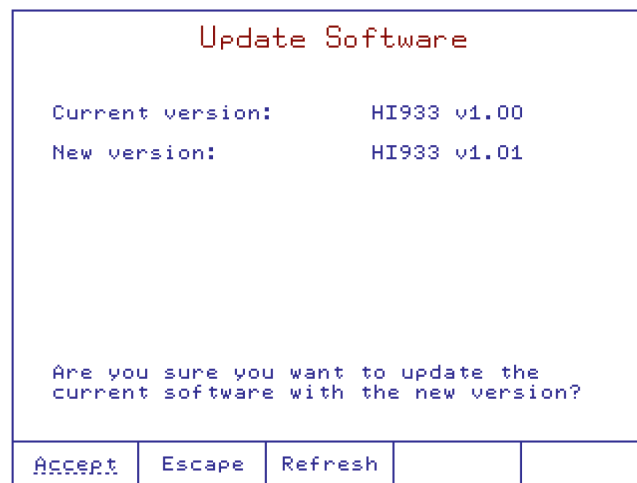 Update Software
Current version: HI933 v1.00
New version: HI933 v1.01
Are you sure you want to update the
current software with the new version?
Accept Escape Refresh